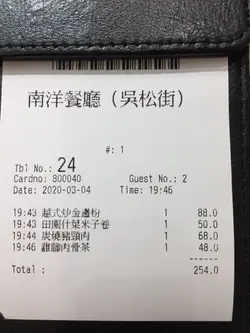 南洋餐廳 (吳松街)
#: 1
Tbl No.: 24
Cardno: 800040 Guest No.: 2
Date: 2020-03-04 Time: 19:46
19:43 越式炒金邊粉 1 88.0
19:43 田園什菜米子卷 1 50.0
19:44 炭燒豬頸肉 1 68.0
19:46 雞腳肉骨茶 1 48.0
Total : 254.0